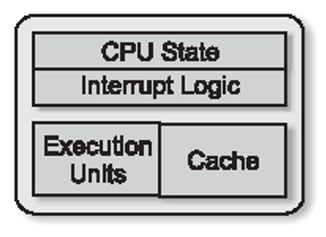 CPU State
Interrupt Logic
Execution
Units
Cache